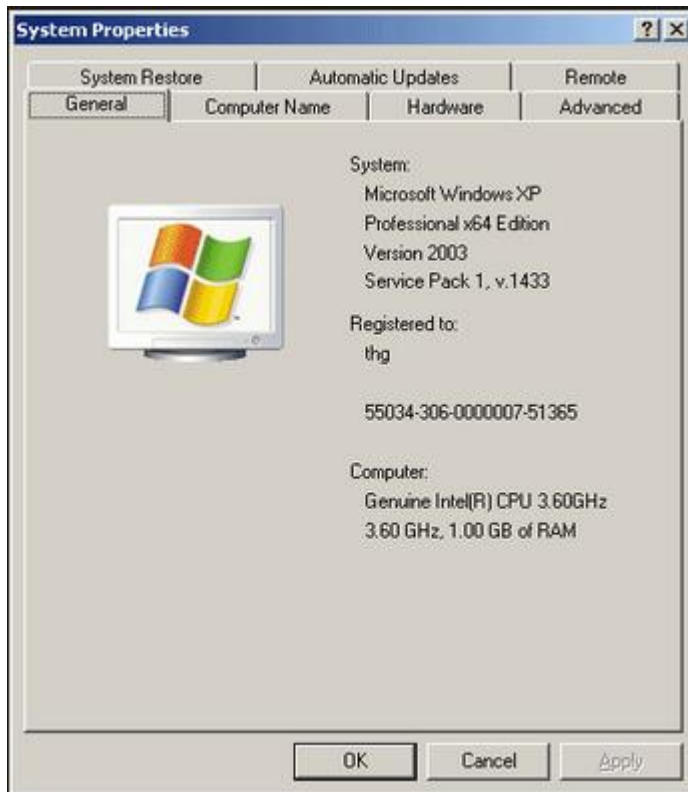 System Properties
System Restore
Automatic Updates
Remote
General
Computer Name
Hardware
Advanced
System:
Microsoft Windows XP
Professional x64 Edition
Version 2003
Service Pack 1, v.1433
Registered to:
thg
55034-306-0000007-51365
Computer:
Genuine Intel(R) CPU 3.60GHz
3.60 GHz, 1.00 GB of RAM
OK
Cancel
Apply